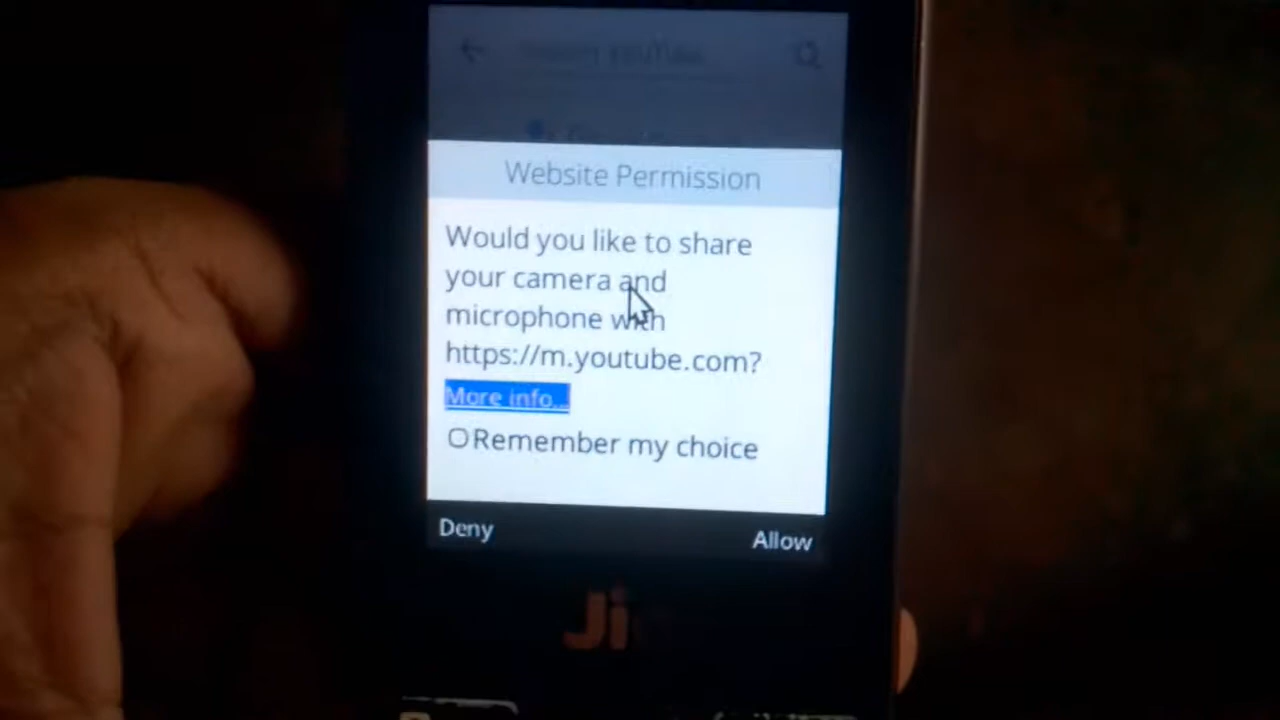 Website Permission
Would you like to share
your camera and
microphone with
https://m.youtube.com?
More info...
Remember my choice
Deny
Allow
Ji